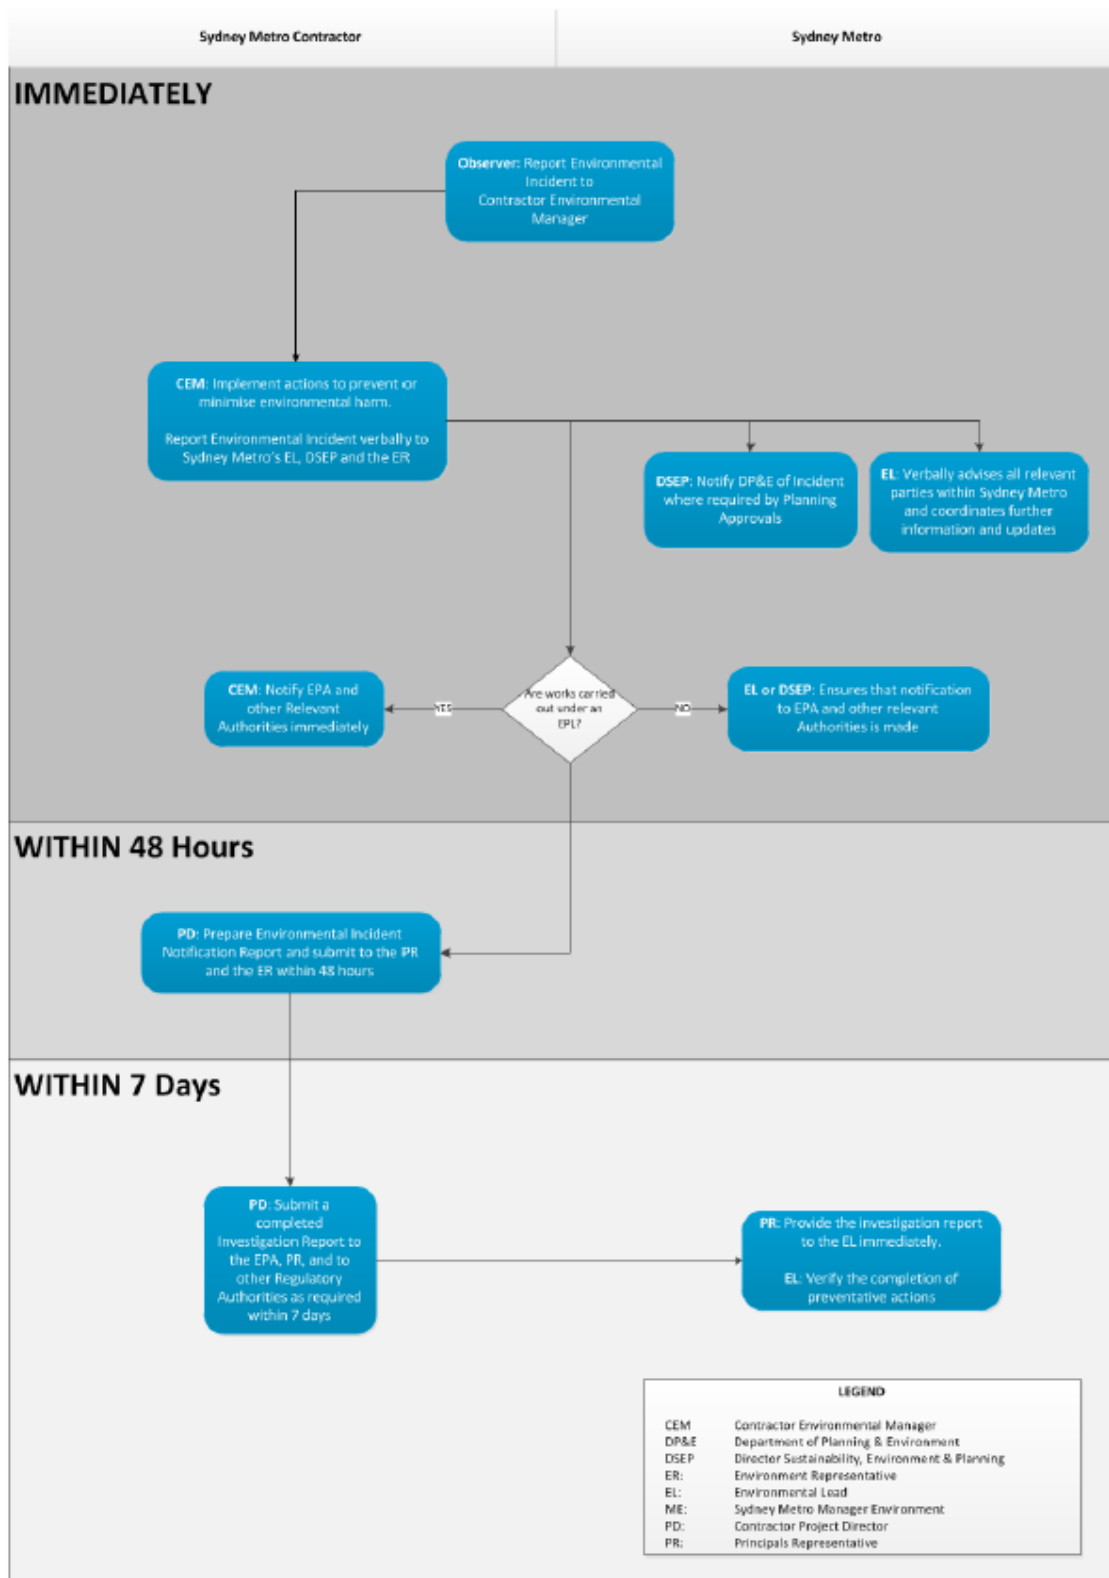 Sydney Metro Contractor
Sydney Metro
IMMEDIATELY
Observer: Report Environmental
Incident to
Contractor Environmental
Manager
CEM: Implement actions to prevent or
minimise environmental harm.
Report Environmental Incident verbally to
Sydney Metro's EL, DSEP and the ER
DSEP: Notify DP&E of Incident
where required by Planning
Approvals
EL: Verbally advises all relevant
parties within Sydney Metro
and coordinates further
information and updates
CEM: Notify EPA and
other Relevant
Authorities immediately
YES
Are works carried
out under an
EPL?
NO
EL or DSEP: Ensures that notification
to EPA and other relevant
Authorities is made
WITHIN 48 Hours
PD: Prepare Environmental Incident
Notification Report and submit to the PR
and the ER within 48 hours
WITHIN 7 Days
PD: Submit a
completed
Investigation Report to
the EPA, PR, and to
other Regulatory
Authorities as required
within 7 days
PR: Provide the investigation report
to the EL immediately.
EL: Verify the completion of
preventative actions
LEGEND
CEM Contractor Environmental Manager
DP&E Department of Planning & Environment
DSEP Director Sustainability, Environment & Planning
ER: Environment Representative
EL: Environmental Lead
ME: Sydney Metro Manager Environment
PD: Contractor Project Director
PR: Principals Representative